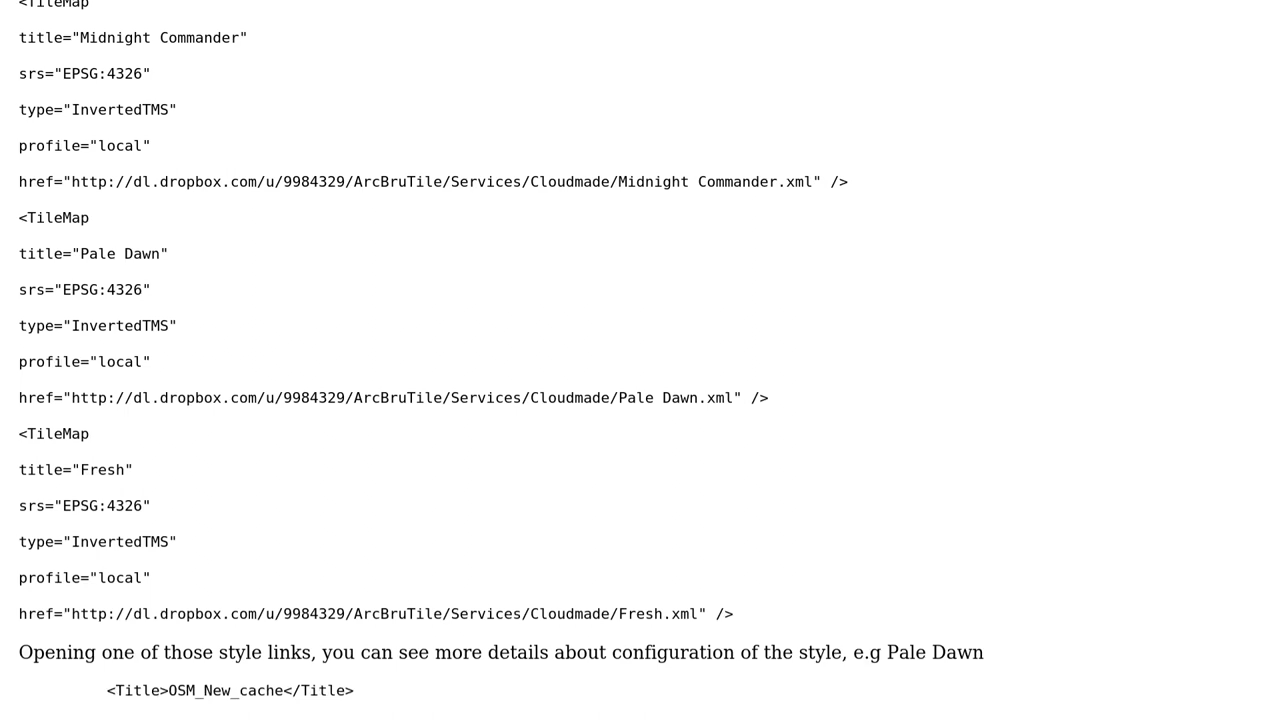 <TileMap
title="Midnight Commander"
srs="EPSG:4326"
type="InvertedTMS"
profile="local"
href="http://dl.dropbox.com/u/9984329/ArcBruTile/Services/Cloudmade/Midnight Commander.xml" />
<TileMap
title="Pale Dawn"
srs="EPSG:4326"
type="InvertedTMS"
profile="local"
href="http://dl.dropbox.com/u/9984329/ArcBruTile/Services/Cloudmade/Pale Dawn.xml" />
<TileMap
title="Fresh"
srs="EPSG:4326"
type="InvertedTMS"
profile="local"
href="http://dl.dropbox.com/u/9984329/ArcBruTile/Services/Cloudmade/Fresh.xml" />
Opening one of those style links, you can see more details about configuration of the style, e.g Pale Dawn
<Title>OSM_New_cache</Title>